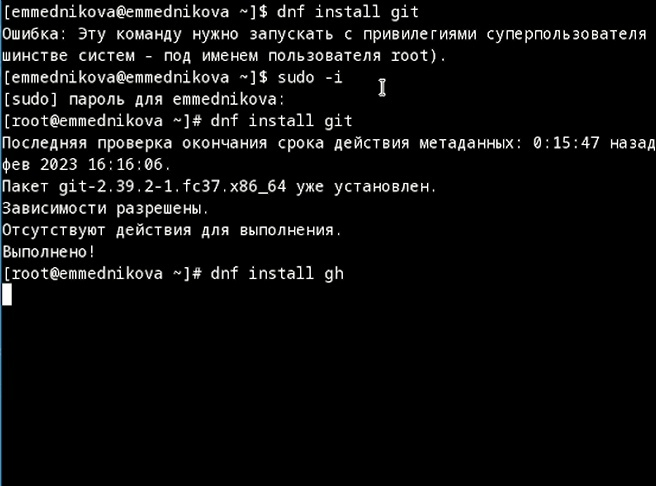 [emmednikova@emmednikova ~]$ dnf install git
Ошибка: Эту команду нужно запускать с привилегиями суперпользователя
шинстве систем - под именем пользователя root).
[emmednikova@emmednikova ~]$ sudo -i
[sudo] пароль для emmednikova:
[root@emmednikova ~]# dnf install git
Последняя проверка окончания срока действия метаданных: 0:15:47 назад
фев 2023 16:16:06.
Пакет git-2.39.2-1.fc37.x86_64 уже установлен.
Зависимости разрешены.
Отсутствуют действия для выполнения.
Выполнено!
[root@emmednikova ~]# dnf install gh